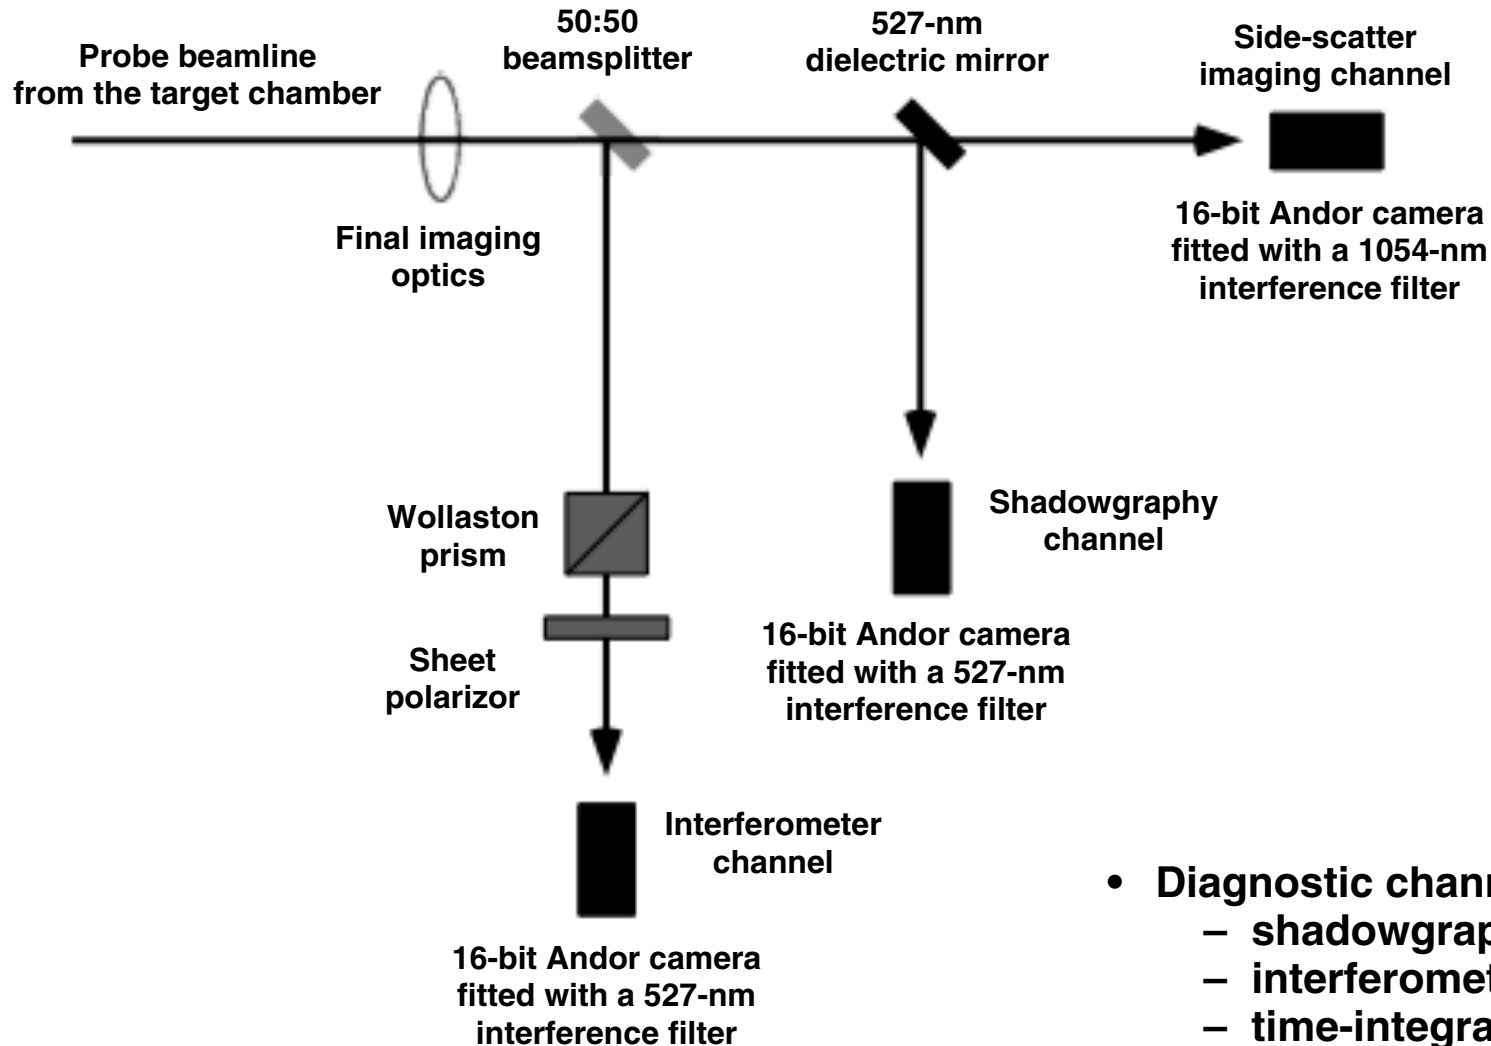 Probe beamline
from the target chamber
50:50
beamsplitter
527-nm
dielectric mirror
Side-scatter
imaging channel
Final imaging
optics
16-bit Andor camera
fitted with a 1054-nm
interference filter
Wollaston
prism
Shadowgraphy
channel
Sheet
polarizor
16-bit Andor camera
fitted with a 527-nm
interference filter
Interferometer
channel
16-bit Andor camera
fitted with a 527-nm
interference filter
• Diagnostic
–
–
–